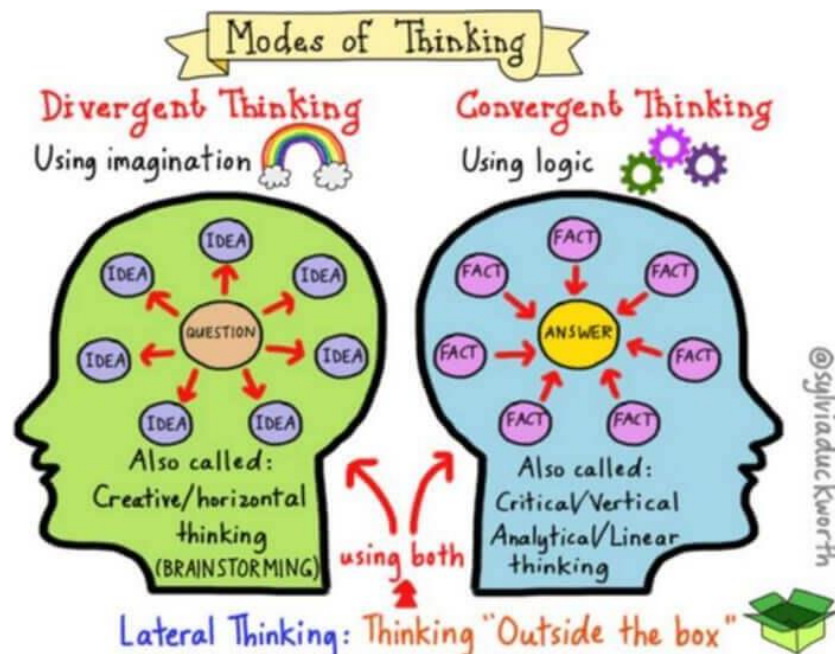 Modes of Thinking
Divergent Thinking
Using imagination
IDEA
IDEA
IDEA
IDEA
QUESTION
IDEA
IDEA
IDEA
Also called:
Creative/horizontal
thinking
(BRAINSTORMING)
Convergent Thinking
Using logic
FACT
FACT
FACT
FACT
ANSWER
FACT
FACT
FACT
Also called:
Critical/Vertical
Analytical/Linear
thinking
using both
Lateral Thinking: Thinking "Outside the box"
@sylviaduckworth